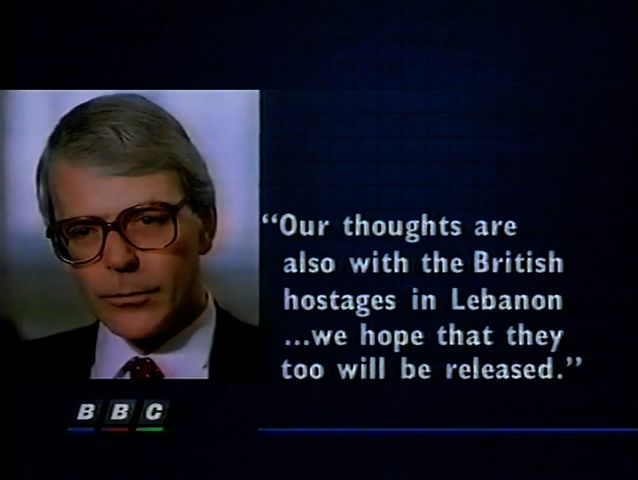 “Our thoughts are
also with the British
hostages in Lebanon
...we hope that they
too will be released.”
BBC